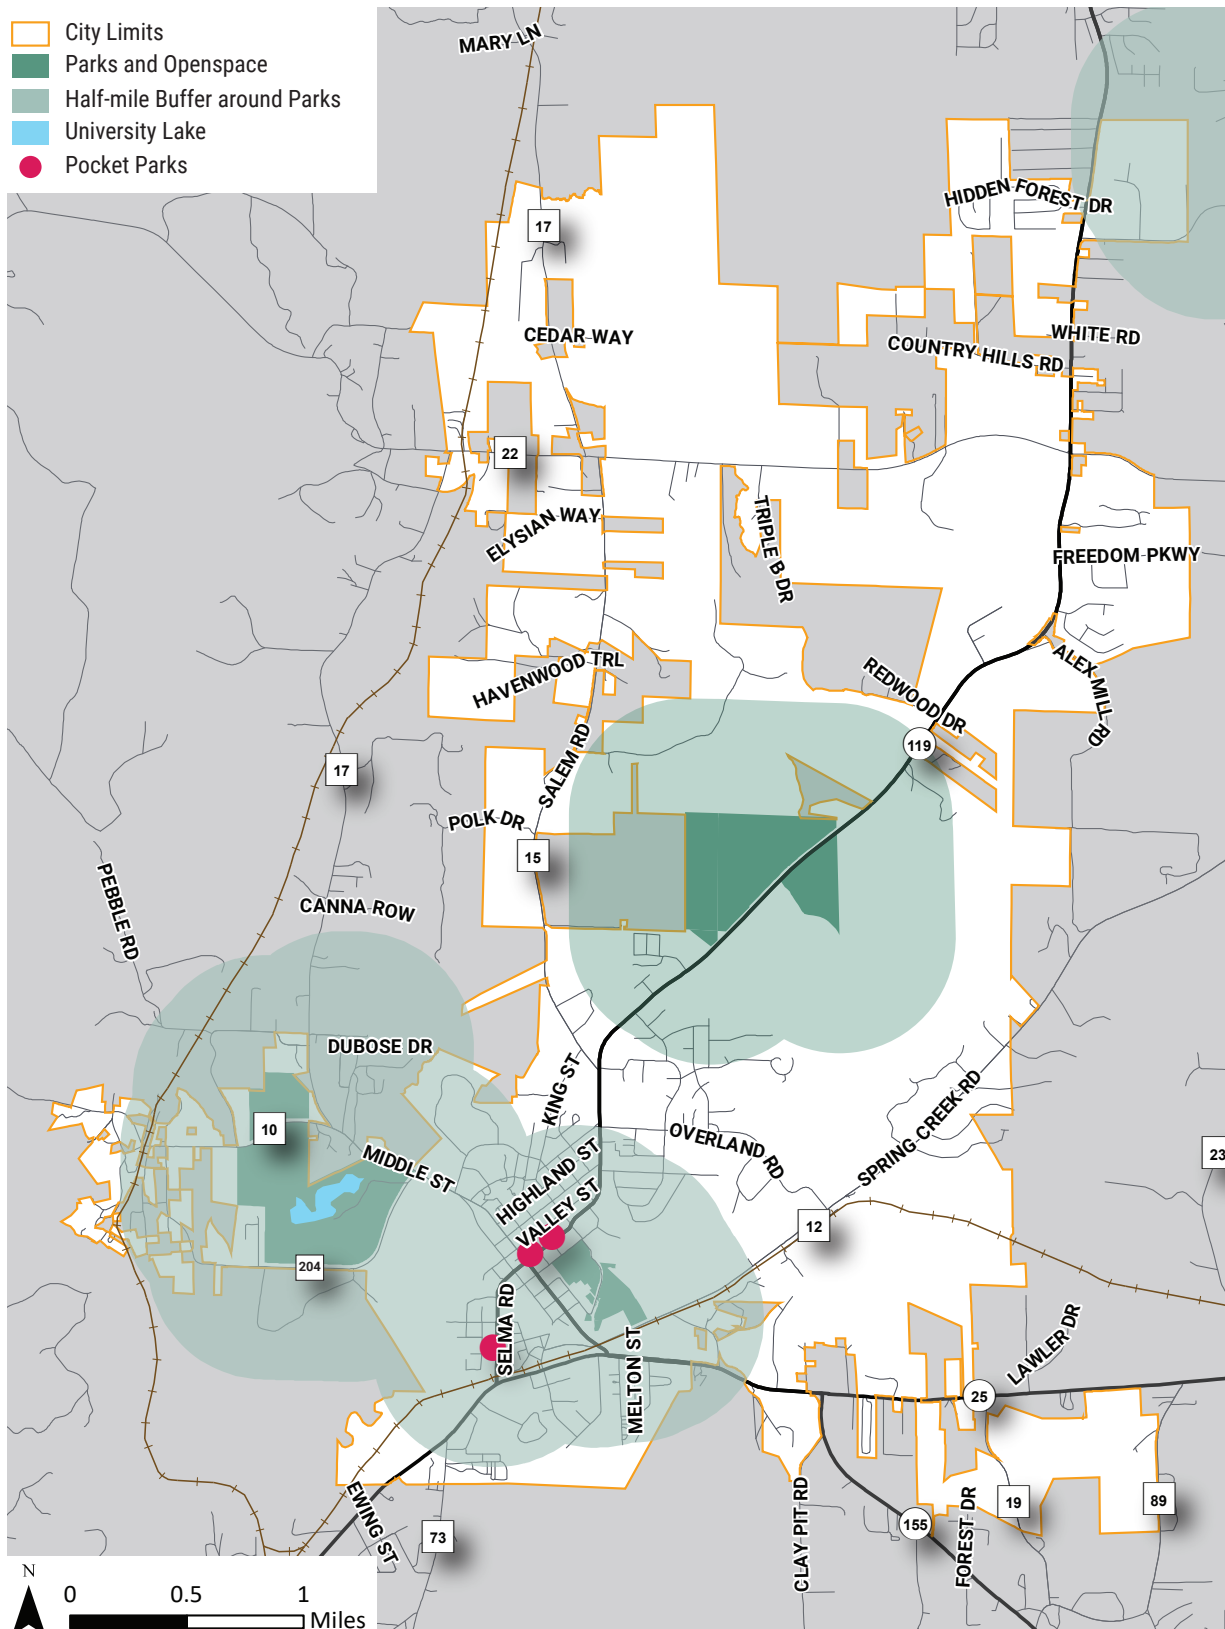 City Limits
Parks and Openspace
Half-mile Buffer around Parks
University Lake
Pocket Parks
MARY LN
HIDDEN FOREST DR
17
CEDAR WAY
WHITE RD
COUNTRY HILLS RD
22
ELYSIAN WAY
TRIPLE B DR
FREEDOM PKWY
HAVENWOOD TRL
REDWOOD DR
ALEX MILL RD
119
17
SALEM RD
POLK DR
15
PEBBLE RD
CANNA ROW
DUBOSE DR
KING ST
10
MIDDLE ST
OVERLAND RD
SPRING CREEK RD
HIGHLAND ST
VALLEY ST
23
12
204
SELMA RD
MELTON ST
LAWLER DR
25
CLAY PIT RD
FOREST DR
19
89
155
EWING ST
73
N
0 0.5 1
Miles